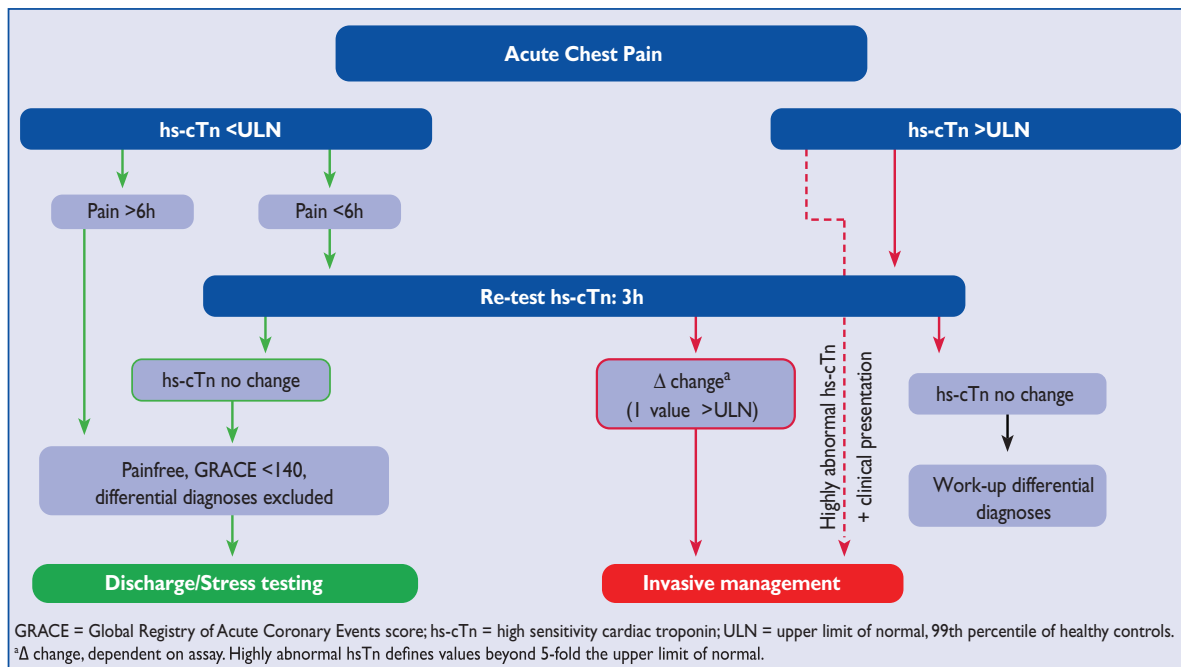 Acute Chest Pain
hs-cTn <ULN
hs-cTn >ULN
Pain >6h
Pain <6h
Re-test hs-cTn: 3h
hs-cTn no change
Δ changeᵃ
(1 value >ULN)
Highly abnormal hs-cTn
+ clinical presentation
hs-cTn no change
Painfree, GRACE <140,
differential diagnoses excluded
Work-up differential
diagnoses
Discharge/Stress testing
Invasive management
GRACE = Global Registry of Acute Coronary Events score; hs-cTn = high sensitivity cardiac troponin; ULN = upper limit of normal, 99th percentile of healthy controls.
ᵃΔ change, dependent on assay. Highly abnormal hsTn defines values beyond 5-fold the upper limit of normal.